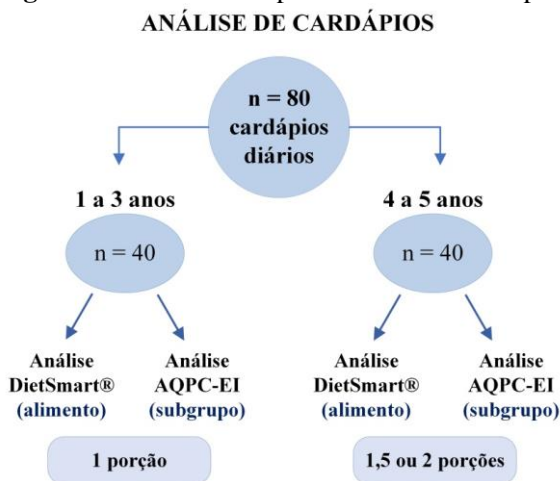 ANÁLISE DE CARDÁPIOS
n = 80
cardápios
diários
1 a 3 anos
4 a 5 anos
n = 40
n = 40
Análise
DietSmart®
(alimento)
Análise
AQPC-EI
(subgrupo)
Análise
DietSmart®
(alimento)
Análise
AQPC-EI
(subgrupo)
1 porção
1,5 ou 2 porções